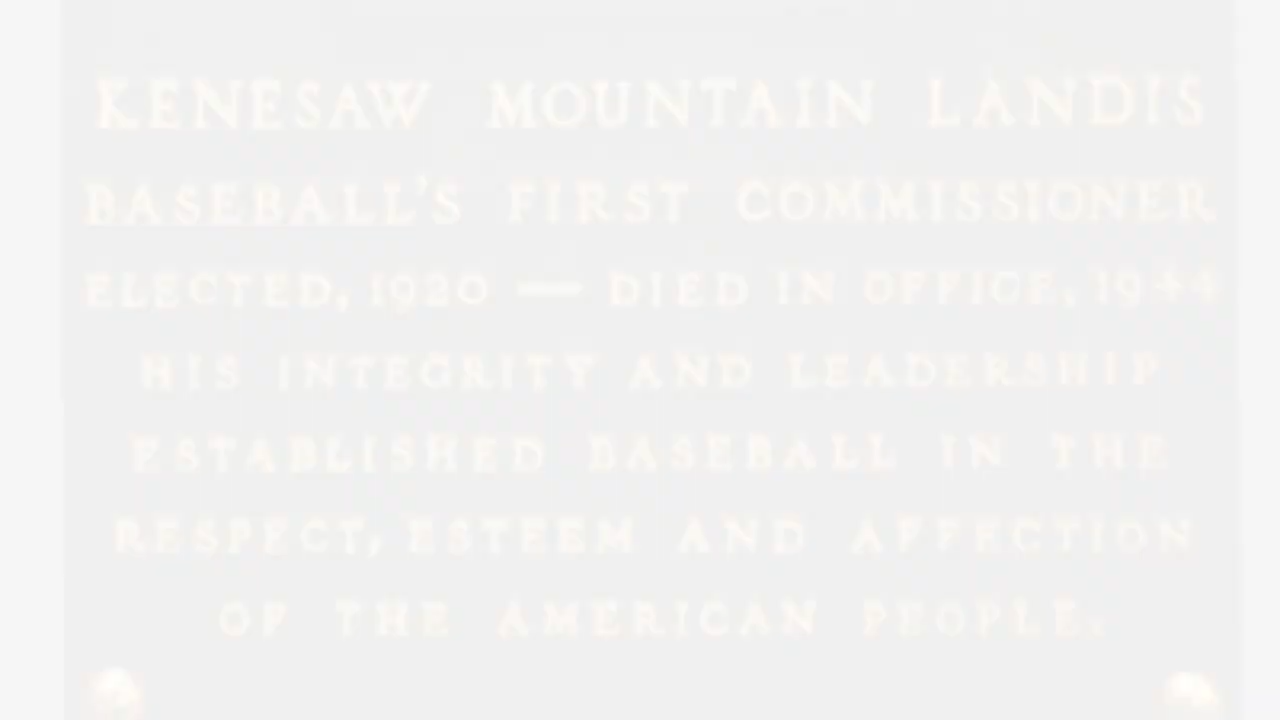 KENESAW MOUNTAIN LANDIS
BASEBALL'S FIRST COMMISSIONER
ELECTED, 1920 — DIED IN OFFICE, 1944
HIS INTEGRITY AND LEADERSHIP
ESTABLISHED BASEBALL IN THE
RESPECT, ESTEEM AND AFFECTION
OF THE AMERICAN PEOPLE.